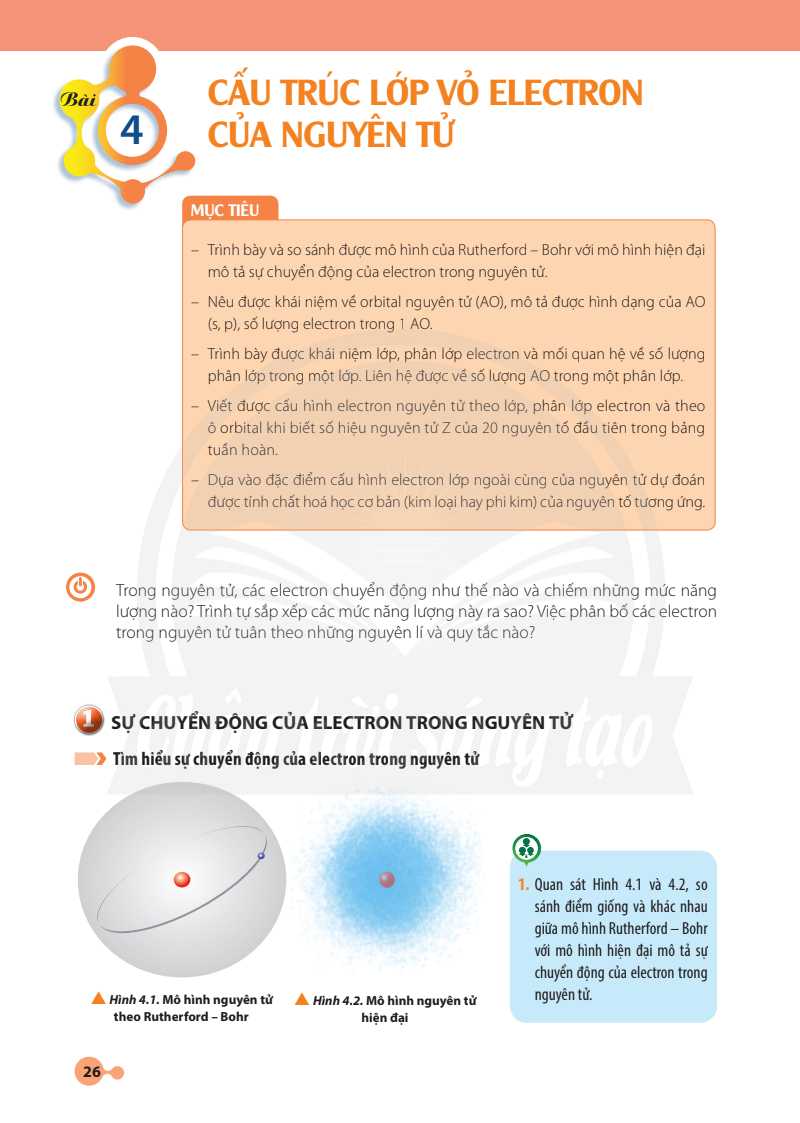 Bài
4
CẤU TRÚC LỚP VỎ ELECTRON
CỦA NGUYÊN TỬ
MỤC TIÊU
– Trình bày và so sánh được mô hình của Rutherford – Bohr với mô hình hiện đại
mô tả sự chuyển động của electron trong nguyên tử.
– Nêu được khái niệm về orbital nguyên tử (AO), mô tả được hình dạng của AO
(s, p), số lượng electron trong 1 AO.
– Trình bày được khái niệm lớp, phân lớp electron và mối quan hệ về số lượng
phân lớp trong một lớp. Liên hệ được về số lượng AO trong một phân lớp.
– Viết được cấu hình electron nguyên tử theo lớp, phân lớp electron và theo
ô orbital khi biết số hiệu nguyên tử Z của 20 nguyên tố đầu tiên trong bảng
tuần hoàn.
– Dựa vào đặc điểm cấu hình electron lớp ngoài cùng của nguyên tử dự đoán
được tính chất hoá học cơ bản (kim loại hay phi kim) của nguyên tố tương ứng.
Trong nguyên tử, các electron chuyển động như thế nào và chiếm những mức năng
lượng nào? Trình tự sắp xếp các mức năng lượng này ra sao? Việc phân bố các electron
trong nguyên tử tuân theo những nguyên lí và quy tắc nào?
Chân trời sáng tạo
1 SỰ CHUYỂN ĐỘNG CỦA ELECTRON TRONG NGUYÊN TỬ
Tìm hiểu sự chuyển động của electron trong nguyên tử
Hình 4.1. Mô hình nguyên tử
theo Rutherford – Bohr
Hình 4.2. Mô hình nguyên tử
hiện đại
1. Quan sát Hình 4.1 và 4.2, so
sánh điểm giống và khác nhau
giữa mô hình Rutherford – Bohr
với mô hình hiện đại mô tả sự
chuyển động của electron trong
nguyên tử.
26